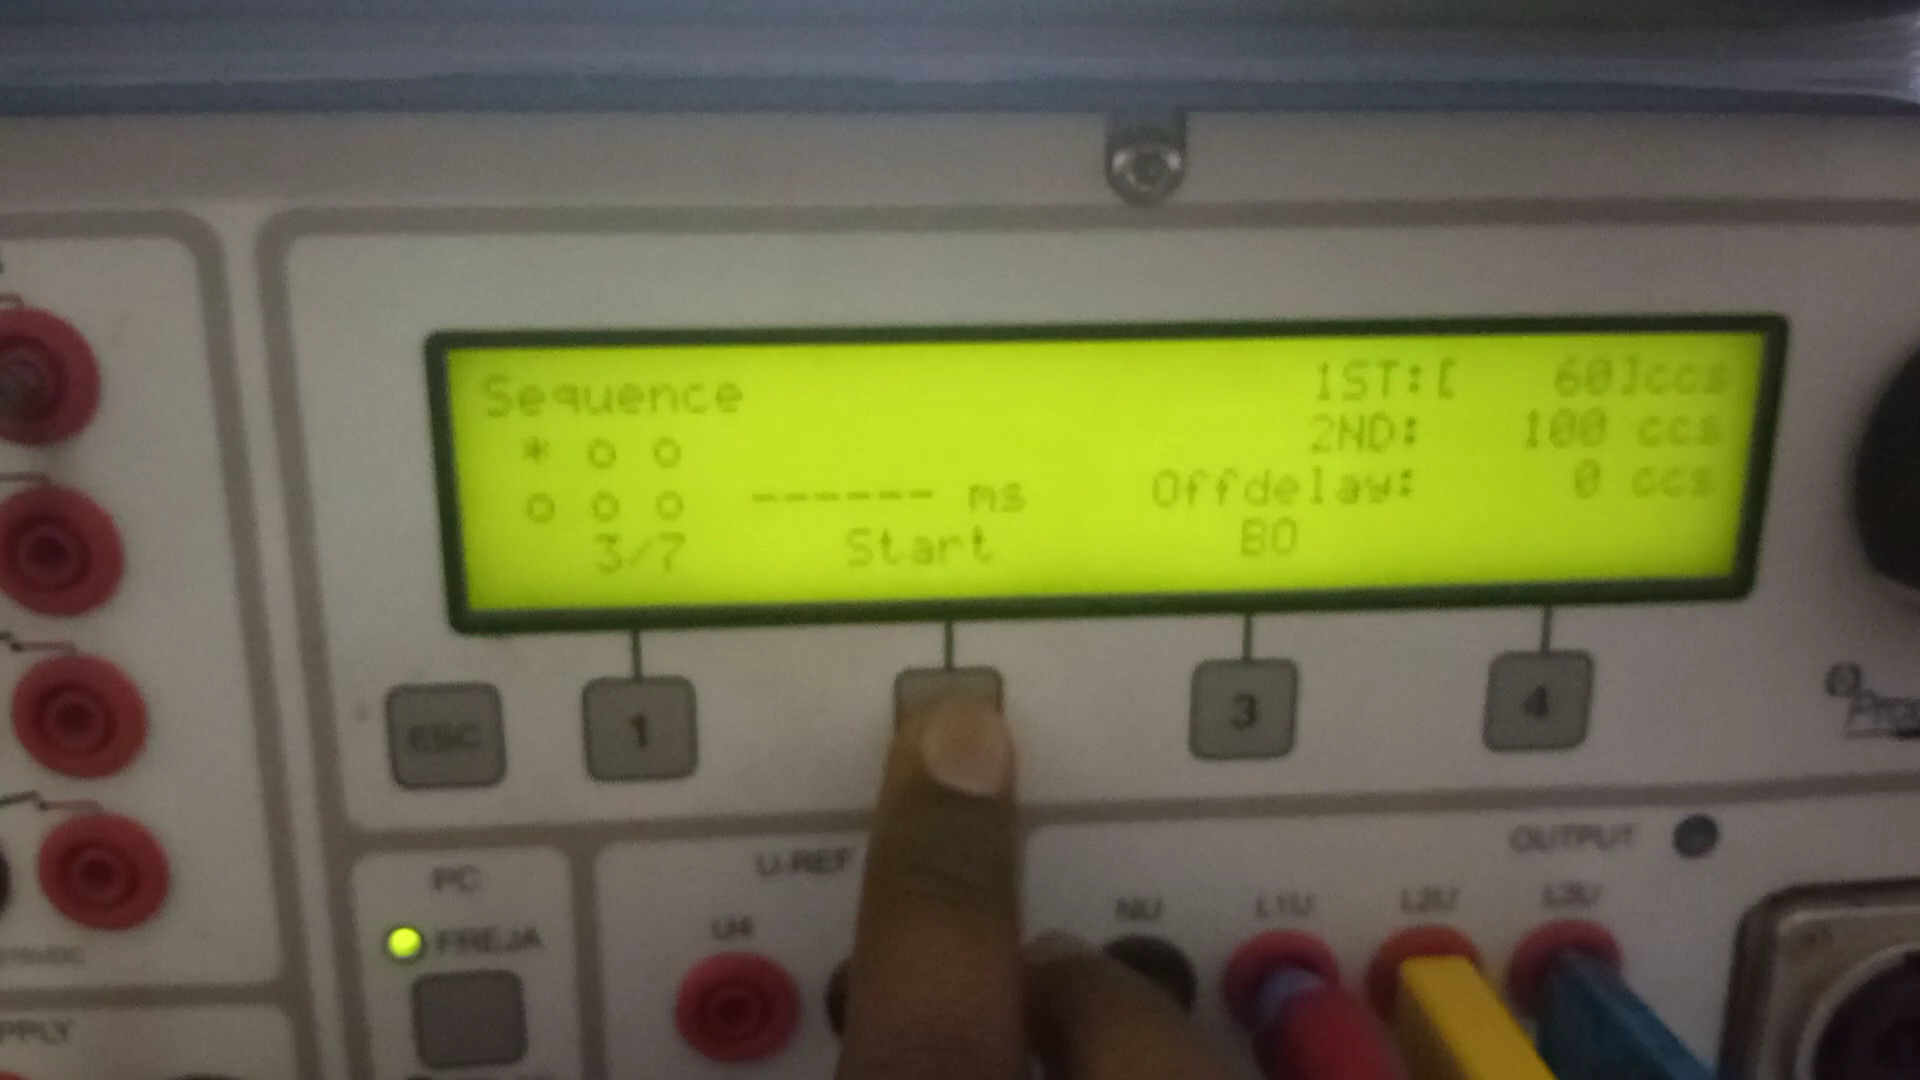 Sequence
1ST:[ 60]ccs
* o o
2ND: 100 ccs
o o o ------ ms
Offdelay: 0 ccs
3/7 Start BO
ESC 1 3 4
OUTPUT
PC
U-REF
FREJA
U4
NU L1U L2U L3U